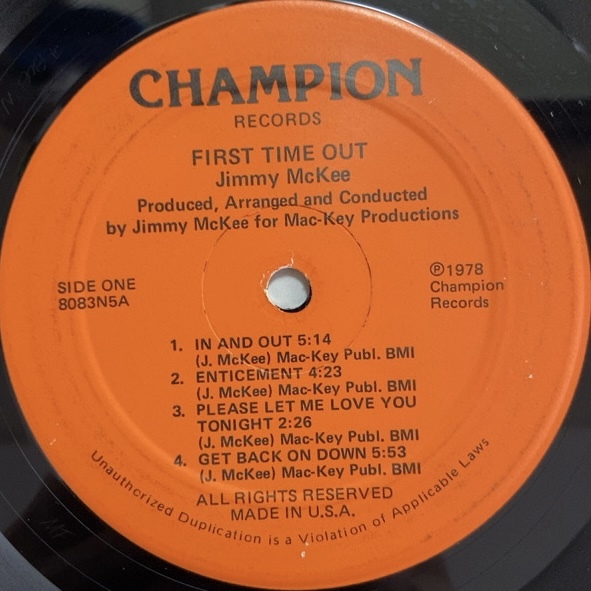 CHAMPION
RECORDS
FIRST TIME OUT
Jimmy McKee
Produced, Arranged and Conducted
by Jimmy McKee for Mac-Key Productions
SIDE ONE
8083N5A
℗1978
Champion
Records
1. IN AND OUT 5:14
(J. McKee) Mac-Key Publ. BMI
2. ENTICEMENT 4:23
(J. McKee) Mac-Key Publ. BMI
3. PLEASE LET ME LOVE YOU
TONIGHT 2:26
(J. McKee) Mac-Key Publ. BMI
4. GET BACK ON DOWN 5:53
(J. McKee) Mac-Key Publ. BMI
ALL RIGHTS RESERVED
MADE IN U.S.A.
Unauthorized Duplication is a Violation of Applicable Laws